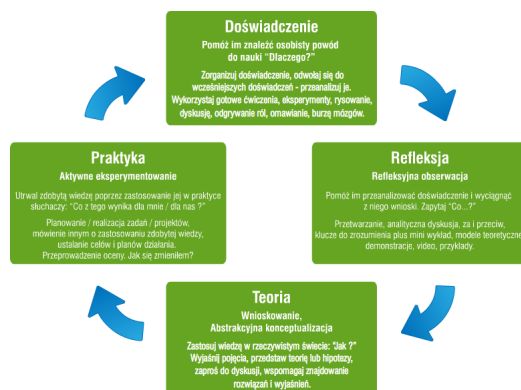 Doświadczenie
Pomóż im znaleźć osobisty powód
do nauki "Dlaczego?"
Zorganizuj doświadczenie, odwołaj się do
wcześniejszych doświadczeń - przeanalizuj je.
Wykorzystaj gotowe ćwiczenia, eksperymenty, rysowanie,
dyskusję, odgrywanie ról, omawianie, burzę mózgów.
Praktyka
Aktywne eksperymentowanie
Utrwal zdobytą wiedzę poprzez zastosowanie jej w praktyce
słuchaczy: "Co z tego wynika dla mnie / dla nas ?"
Planowanie / realizacja zadań / projektów,
mówienie innym o zastosowaniu zdobytej wiedzy,
ustalanie celów i planów działania.
Przeprowadzenie oceny. Jak się zmieniłem?
Refleksja
Refleksyjna obserwacja
Pomóż im przeanalizować doświadczenie i wyciągnąć
z niego wnioski. Zapytaj "Co...?"
Przetwarzanie, analityczna dyskusja, za i przeciw,
klucze do zrozumienia plus mini wykład, modele teoretyczne,
demonstracje, video, przykłady.
Teoria
Wnioskowanie,
Abstrakcyjna konceptualizacja
Zastosuj wiedzę w rzeczywistym świecie: "Jak ?"
Wyjaśnij pojęcia, przedstaw teorię lub hipotezy,
zaproś do dyskusji, wspomagaj znajdowanie
rozwiązań i wyjaśnień.